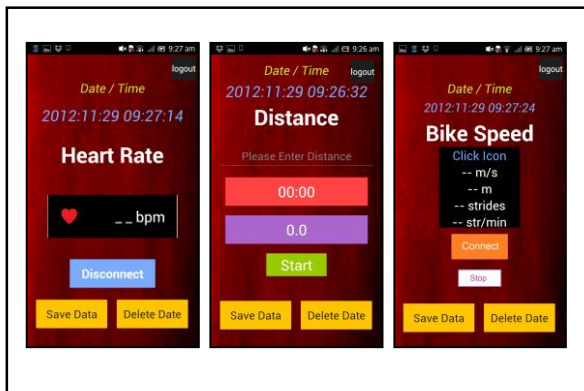 9:27 am
logout
Date / Time
2012:11:29 09:27:14
Heart Rate
_ _ bpm
Disconnect
Save Data
Delete Date
9:26 am
logout
Date / Time
2012:11:29 09:26:32
Distance
Please Enter Distance
00:00
0.0
Start
Save Data
Delete Date
9:27 am
logout
Date / Time
2012:11:29 09:27:24
Bike Speed
Click Icon
-- m/s
-- m
-- strides
-- str/min
Connect
Stop
Save Data
Delete Date